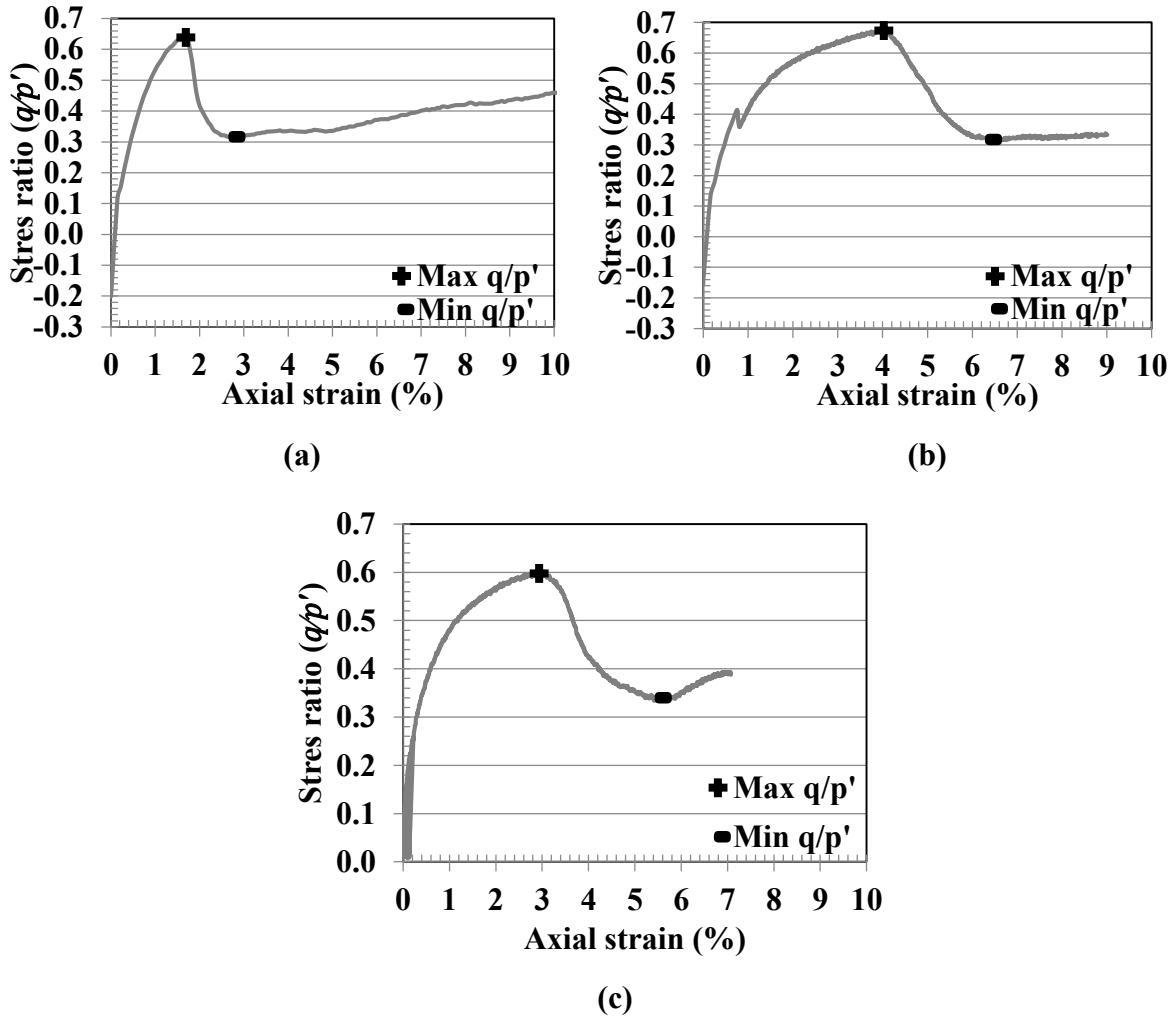 0.7
0.6
0.5
0.4
0.3
0.2
0.1
0.0
-0.1
-0.2
-0.3
Stres ratio (q/p')
Max q/p'
Min q/p'
0 1 2 3 4 5 6 7 8 9 10
Axial strain (%)
(a)
0.7
0.6
0.5
0.4
0.3
0.2
0.1
0.0
-0.1
-0.2
-0.3
Stres ratio (q/p')
Max q/p'
Min q/p'
0 1 2 3 4 5 6 7 8 9 10
Axial strain (%)
(b)
0.7
0.6
0.5
0.4
0.3
0.2
0.1
0.0
Stres ratio (q/p')
Max q/p'
Min q/p'
0 1 2 3 4 5 6 7 8 9 10
Axial strain (%)
(c)